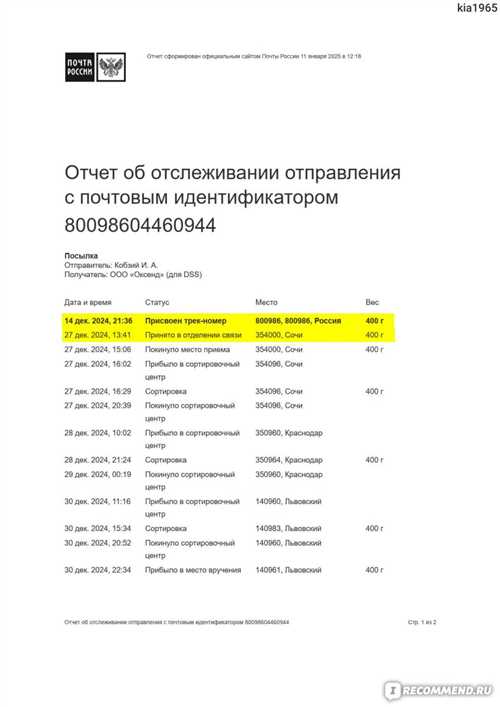 kia1965
ПОЧТА
РОССИИ
Отчет сформирован официальным сайтом Почты России 11 января 2025 в 12:18
Отчет об отслеживании отправления
с почтовым идентификатором
80098604460944
Посылка
Отправитель: Кобзий И. А.
Получатель: ООО «Оксенд» (для DSS)
Дата и время Статус Место Вес
14 дек. 2024, 21:36 Присвоен трек-номер 800986, 800986, Россия 400 г
27 дек. 2024, 13:41 Принято в отделении связи 354000, Сочи 400 г
27 дек. 2024, 15:06 Покинуло место приема 354000, Сочи 400 г
27 дек. 2024, 16:02 Прибыло в сортировочный 354096, Сочи
центр
27 дек. 2024, 16:29 Сортировка 354096, Сочи 400 г
27 дек. 2024, 20:39 Покинуло сортировочный 354096, Сочи
центр
28 дек. 2024, 10:02 Прибыло в сортировочный 350960, Краснодар
центр
28 дек. 2024, 21:24 Сортировка 350964, Краснодар 400 г
29 дек. 2024, 00:19 Покинуло сортировочный 350960, Краснодар
центр
30 дек. 2024, 11:16 Прибыло в сортировочный 140960, Львовский
центр
30 дек. 2024, 15:34 Сортировка 140983, Львовский 400 г
30 дек. 2024, 20:52 Покинуло сортировочный 140960, Львовский
центр
30 дек. 2024, 22:34 Прибыло в место вручения 140961, Львовский 400 г
Отчет об отслеживании отправления с почтовым идентификатором 80098604460944 Стр. 1 из 2
IRECOMMEND.RU